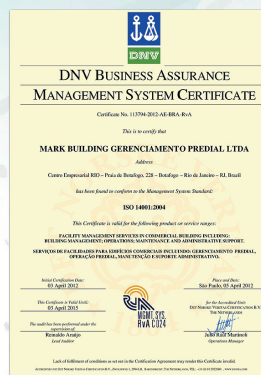 DNV
DNV BUSINESS ASSURANCE
MANAGEMENT SYSTEM CERTIFICATE
Certificate No. 113794-2012-AE-BRA-RvA
This is to certify that
MARK BUILDING GERENCIAMENTO PREDIAL LTDA
Address
Centro Empresarial RIO – Praia de Botafogo, 228 – Botafogo – Rio de Janeiro – RJ, Brazil
has been found to conform to the Management System Standard:
ISO 14001:2004
This Certificate is valid for the following product or service ranges:
FACILITY MANAGEMENT SERVICES IN COMMERCIAL BUILDING INCLUDING:
BUILDING MANAGEMENT; OPERATIONS; MAINTENANCE AND ADMINISTRATIVE SUPPORT.
SERVIÇOS DE FACILIDADES PARA EDIFÍCIOS COMERCIAIS INCLUINDO: GERENCIAMENTO PREDIAL,
OPERAÇÃO PREDIAL, MANUTENÇÃO E SUPORTE ADMINISTRATIVO.
Initial Certification Date:
03 April 2012
Place and Date:
São Paulo, 03 April 2012
This Certificate is Valid Until:
03 April 2015
for the Accredited Unit:
DET NORSKE VERITAS CERTIFICATION B.V.
THE NETHERLANDS
The audit has been performed under the
supervision of:
Reinaldo Araújo
Lead Auditor
RvA
MGMT. SYS.
RvA C024
Operations Manager
Lack of fulfilment of conditions as set out in the Certification Agreement may render this Certificate invalid.